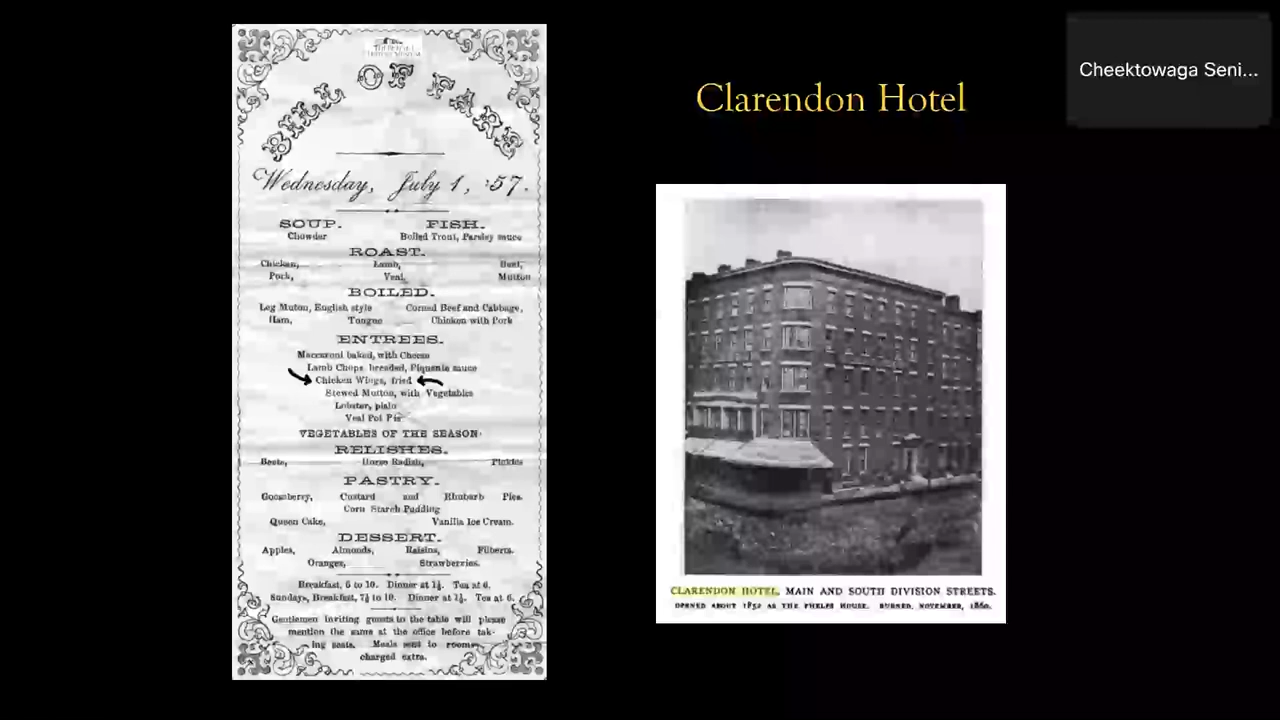 BILL OF FARE
Wednesday, July 1, '57.
SOUP. FISH.
Chowder Boiled Trout, Parsley sauce
ROAST.
Chicken, Lamb, Beef,
Pork, Veal, Mutton
BOILED.
Leg Muton, English style Corned Beef and Cabbage,
Ham, Tongue Chicken with Pork
ENTREES.
Maccaroni baked, with Cheese
Lamb Chops breaded, Piquante sauce
Chicken Wings, fried
Stewed Mutton, with Vegetables
Lobster, plain
Veal Pot Pie
VEGETABLES OF THE SEASON.
RELISHES.
Beets, Horse Radish, Pickles
PASTRY.
Gooseberry, Custard and Rhubarb Pies.
Corn Starch Pudding
Queen Cake, Vanilla Ice Cream.
DESSERT.
Apples, Almonds, Raisins, Filberts.
Oranges, Strawberries.
Breakfast, 6 to 10. Dinner at 1½. Tea at 6.
Sundays, Breakfast, 7½ to 10. Dinner at 1½. Tea at 6.
Gentlemen inviting guests to the table will please
mention the same at the office before tak-
ing seats. Meals sent to rooms
charged extra.
Clarendon Hotel
CLARENDON HOTEL, MAIN AND SOUTH DIVISION STREETS.
OPENED ABOUT 1852 AS THE PHELPS HOUSE. BURNED, NOVEMBER, 1860.
Cheektowaga Seni...